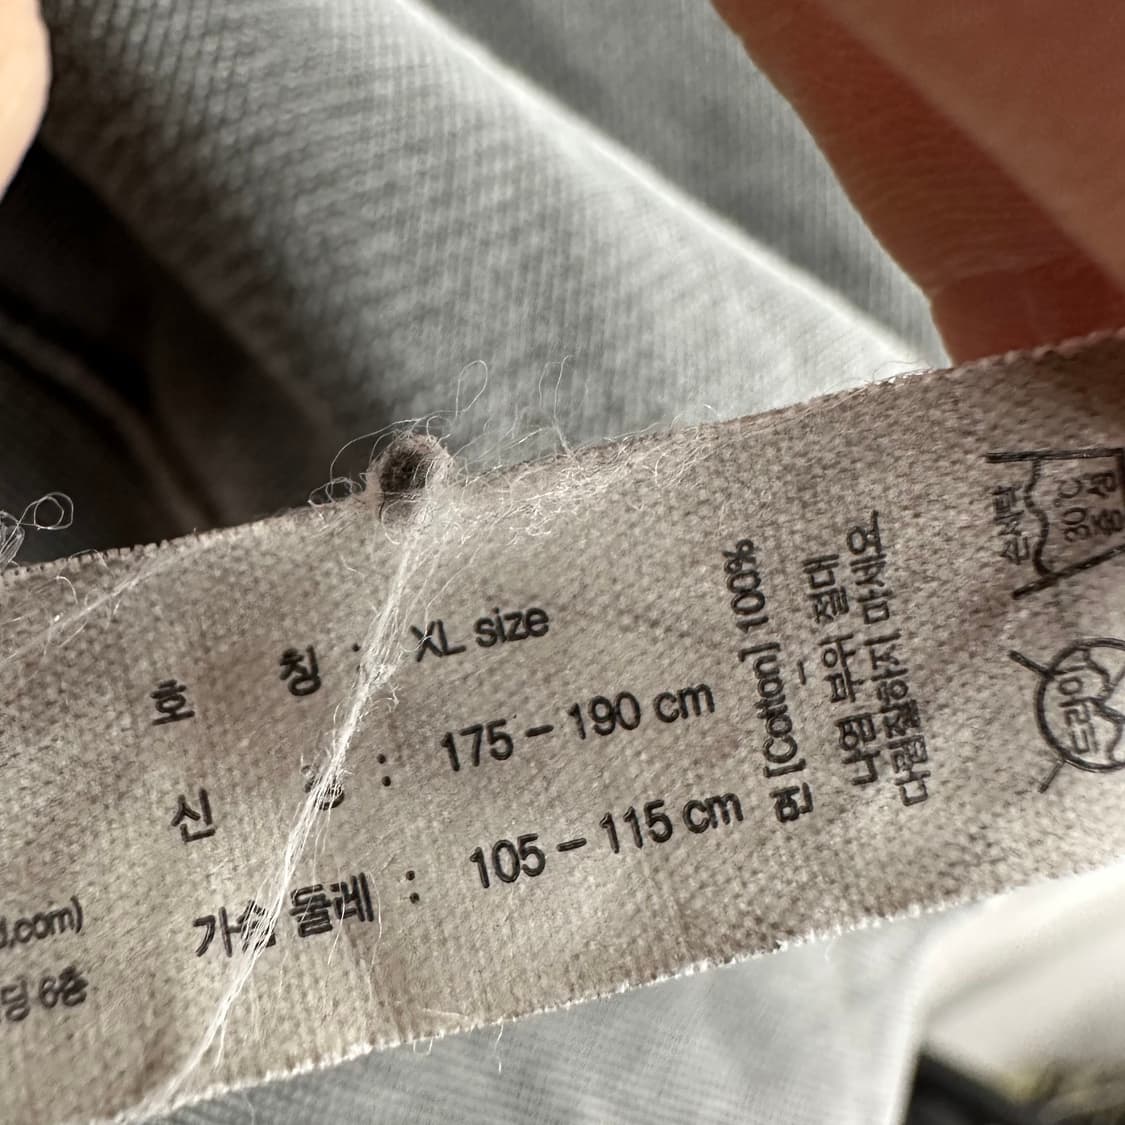 호 칭 : XL size
신 장 : 175 – 190 cm
가슴 둘레 : 105 – 115 cm
.com)
딩 6층
면 [Cotton] 100%
나염 부위 절대
다림질하지 마세요
손세탁
30℃
중성
드라이